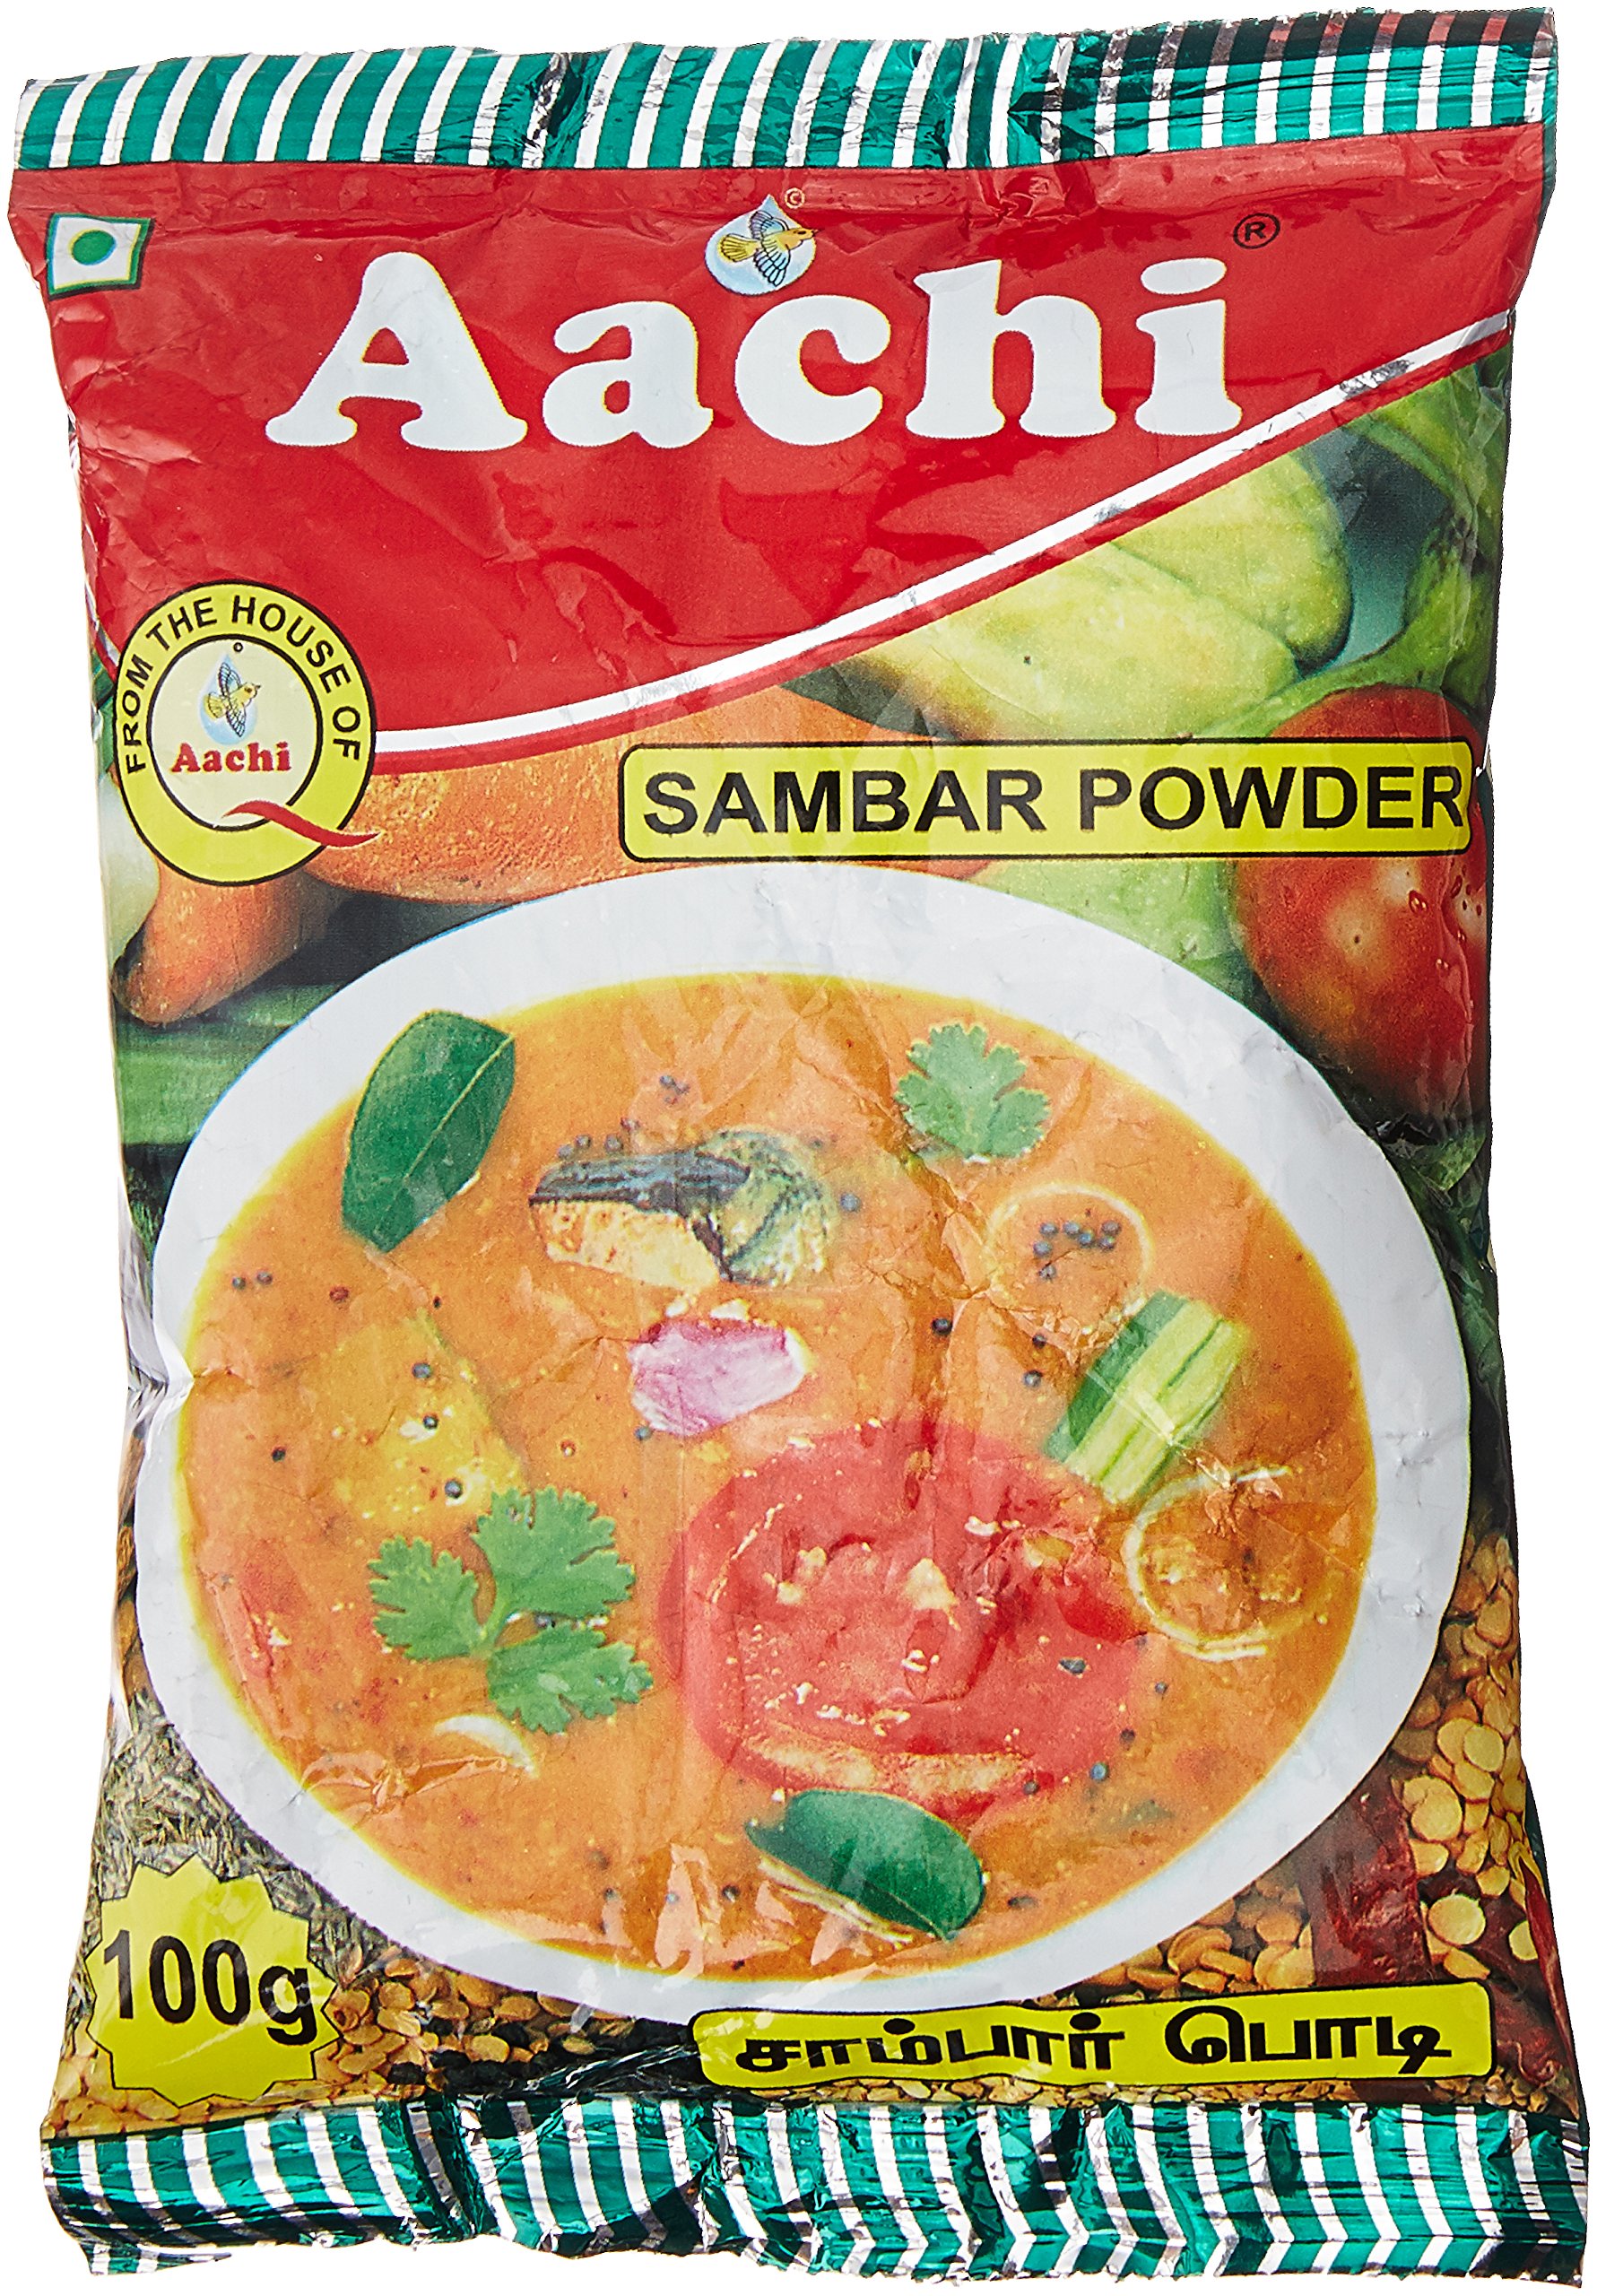 ©
Aachi ®
FROM THE HOUSE OF
Aachi
SAMBAR POWDER
100g
சாம்பார் பொடி